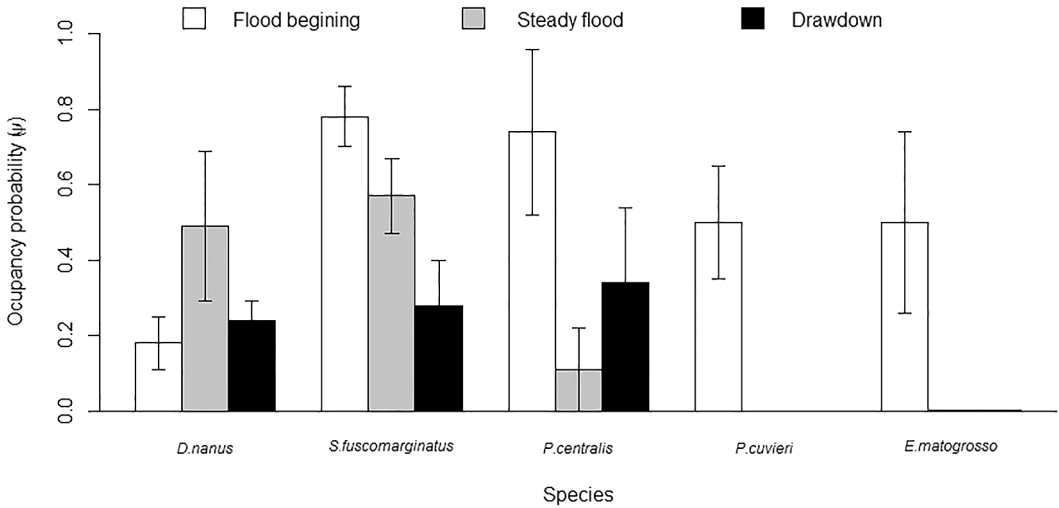 Flood begining
Steady flood
Drawdown
Ocupancy probability (ψ)
1.0
0.8
0.6
0.4
0.2
0.0
D.nanus
S.fuscomarginatus
P.centralis
P.cuvieri
E.matogrosso
Species